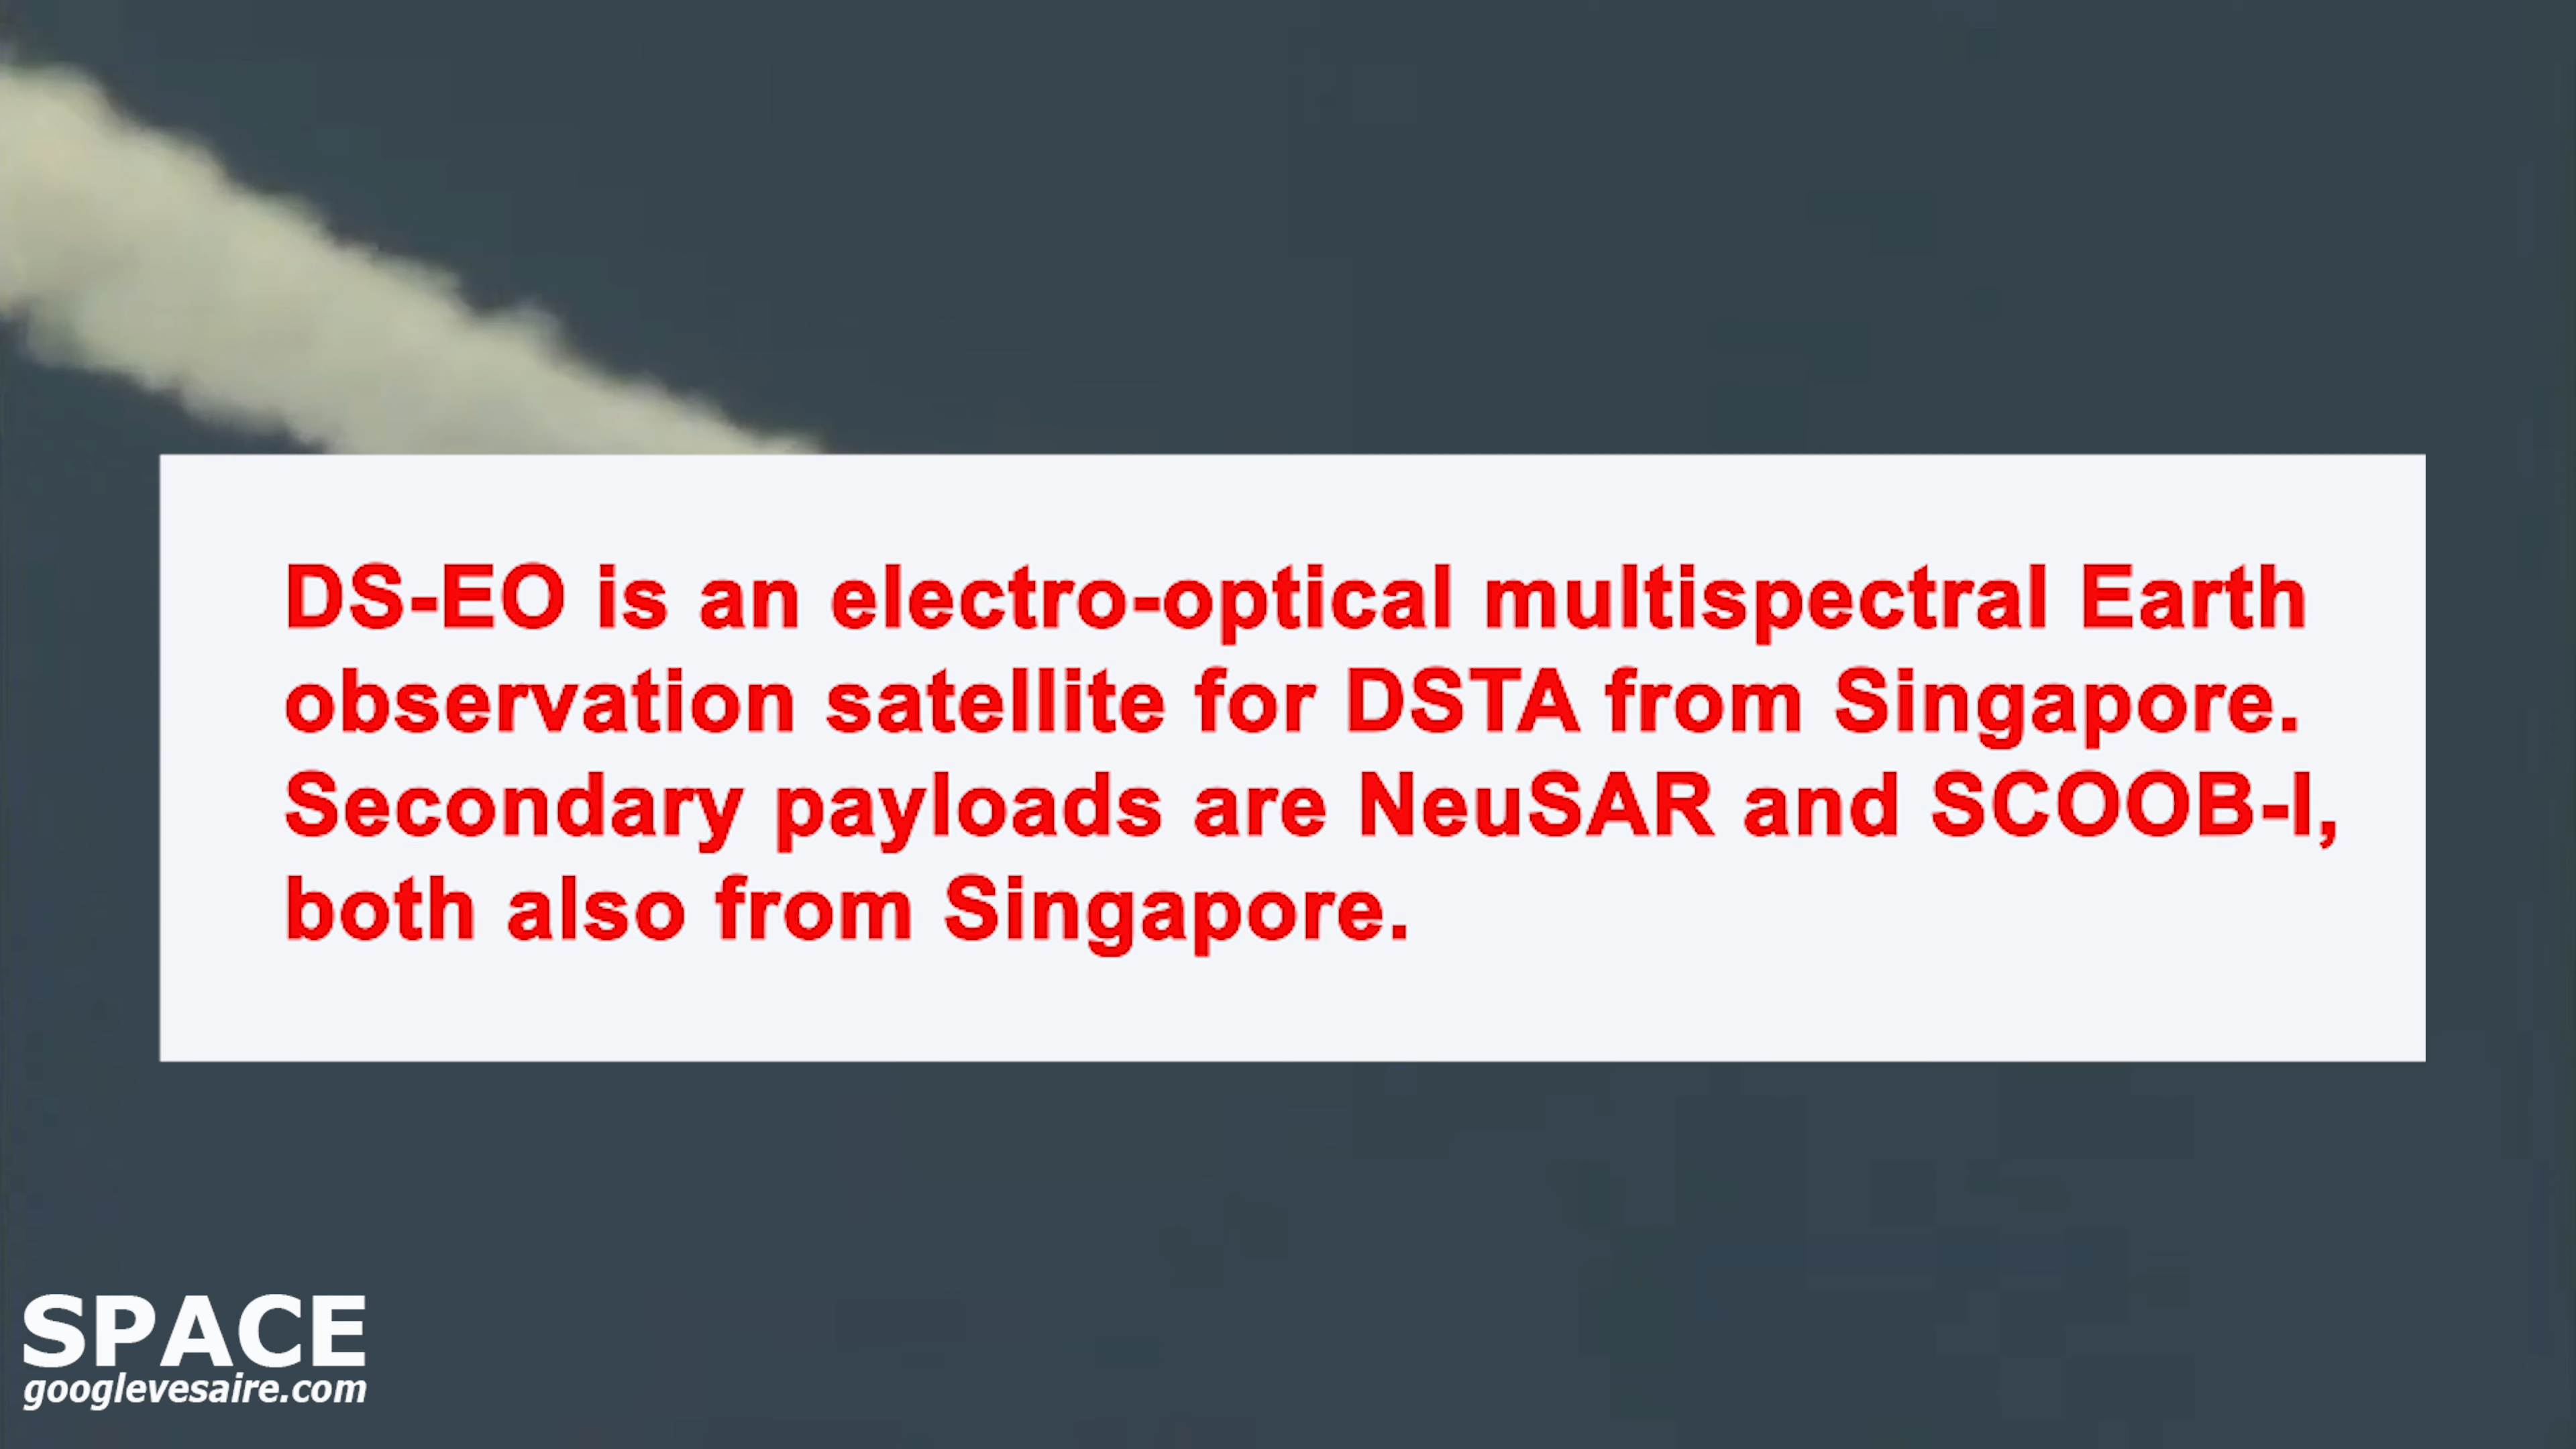 DS-EO is an electro-optical multispectral Earth
observation satellite for DSTA from Singapore.
Secondary payloads are NeuSAR and SCOOB-I,
both also from Singapore.
SPACE
googlevesaire.com